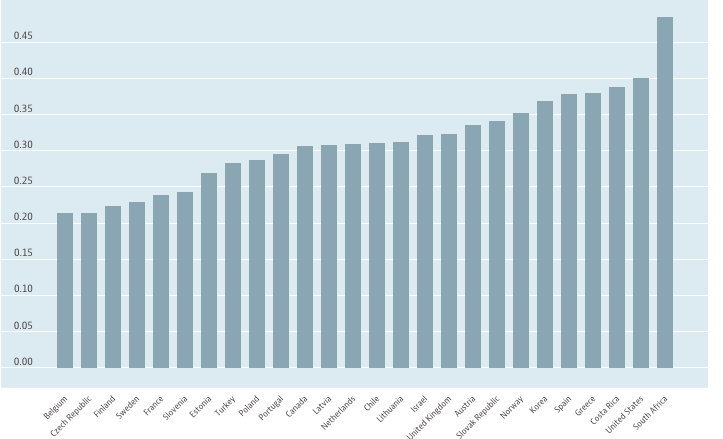 0.45
0.40
0.35
0.30
0.25
0.20
0.15
0.10
0.05
0.00
Belgium
Czech Republic
Finland
Sweden
France
Slovenia
Estonia
Turkey
Poland
Portugal
Canada
Latvia
Netherlands
Chile
Lithuania
Israel
United Kingdom
Austria
Slovak Republic
Norway
Korea
Spain
Greece
Costa Rica
United States
South Africa